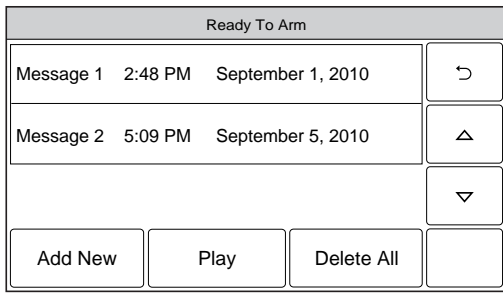 Ready To Arm
Message 1 2:48 PM September 1, 2010
Message 2 5:09 PM September 5, 2010
Add New Play Delete All